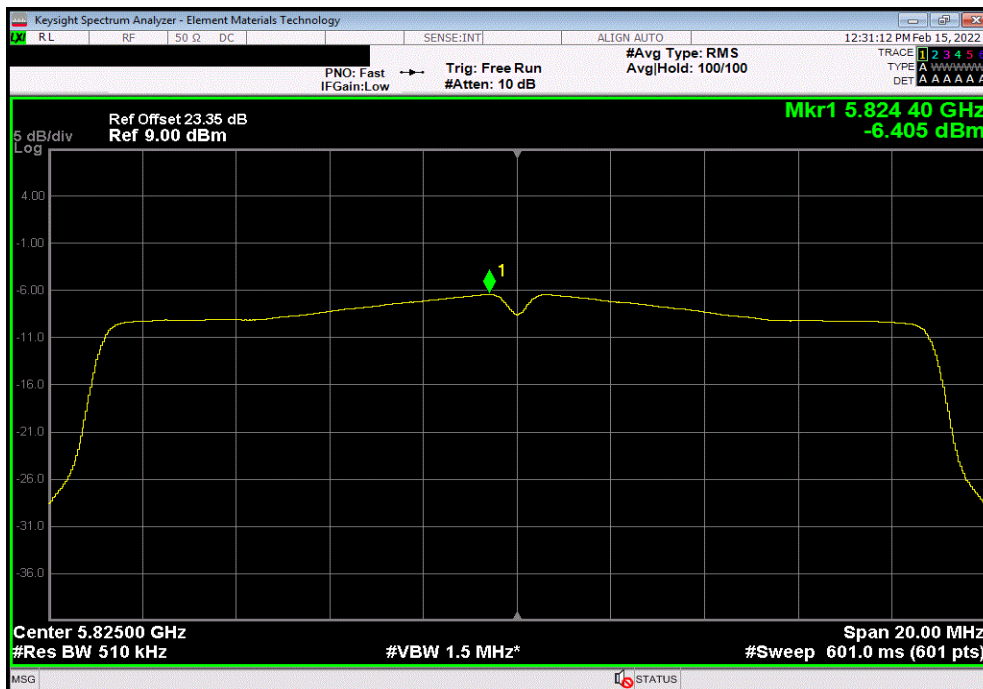 Keysight Spectrum Analyzer - Element Materials Technology
LXI RL RF 50 Ω DC SENSE:INT ALIGN AUTO 12:31:12 PM Feb 15, 2022
PNO: Fast Trig: Free Run #Avg Type: RMS TRACE 1 2 3 4 5
IFGain:Low #Atten: 10 dB Avg|Hold: 100/100 TYPE A WWWWW
DET A A A A A A
Mkr1 5.824 40 GHz
-6.405 dBm
Ref Offset 23.35 dB
5 dB/div Ref 9.00 dBm
Log
4.00
-1.00
1
-6.00
-11.0
-16.0
-21.0
-26.0
-31.0
-36.0
Center 5.82500 GHz Span 20.00 MHz
#Res BW 510 kHz #VBW 1.5 MHz* #Sweep 601.0 ms (601 pts)
MSG STATUS